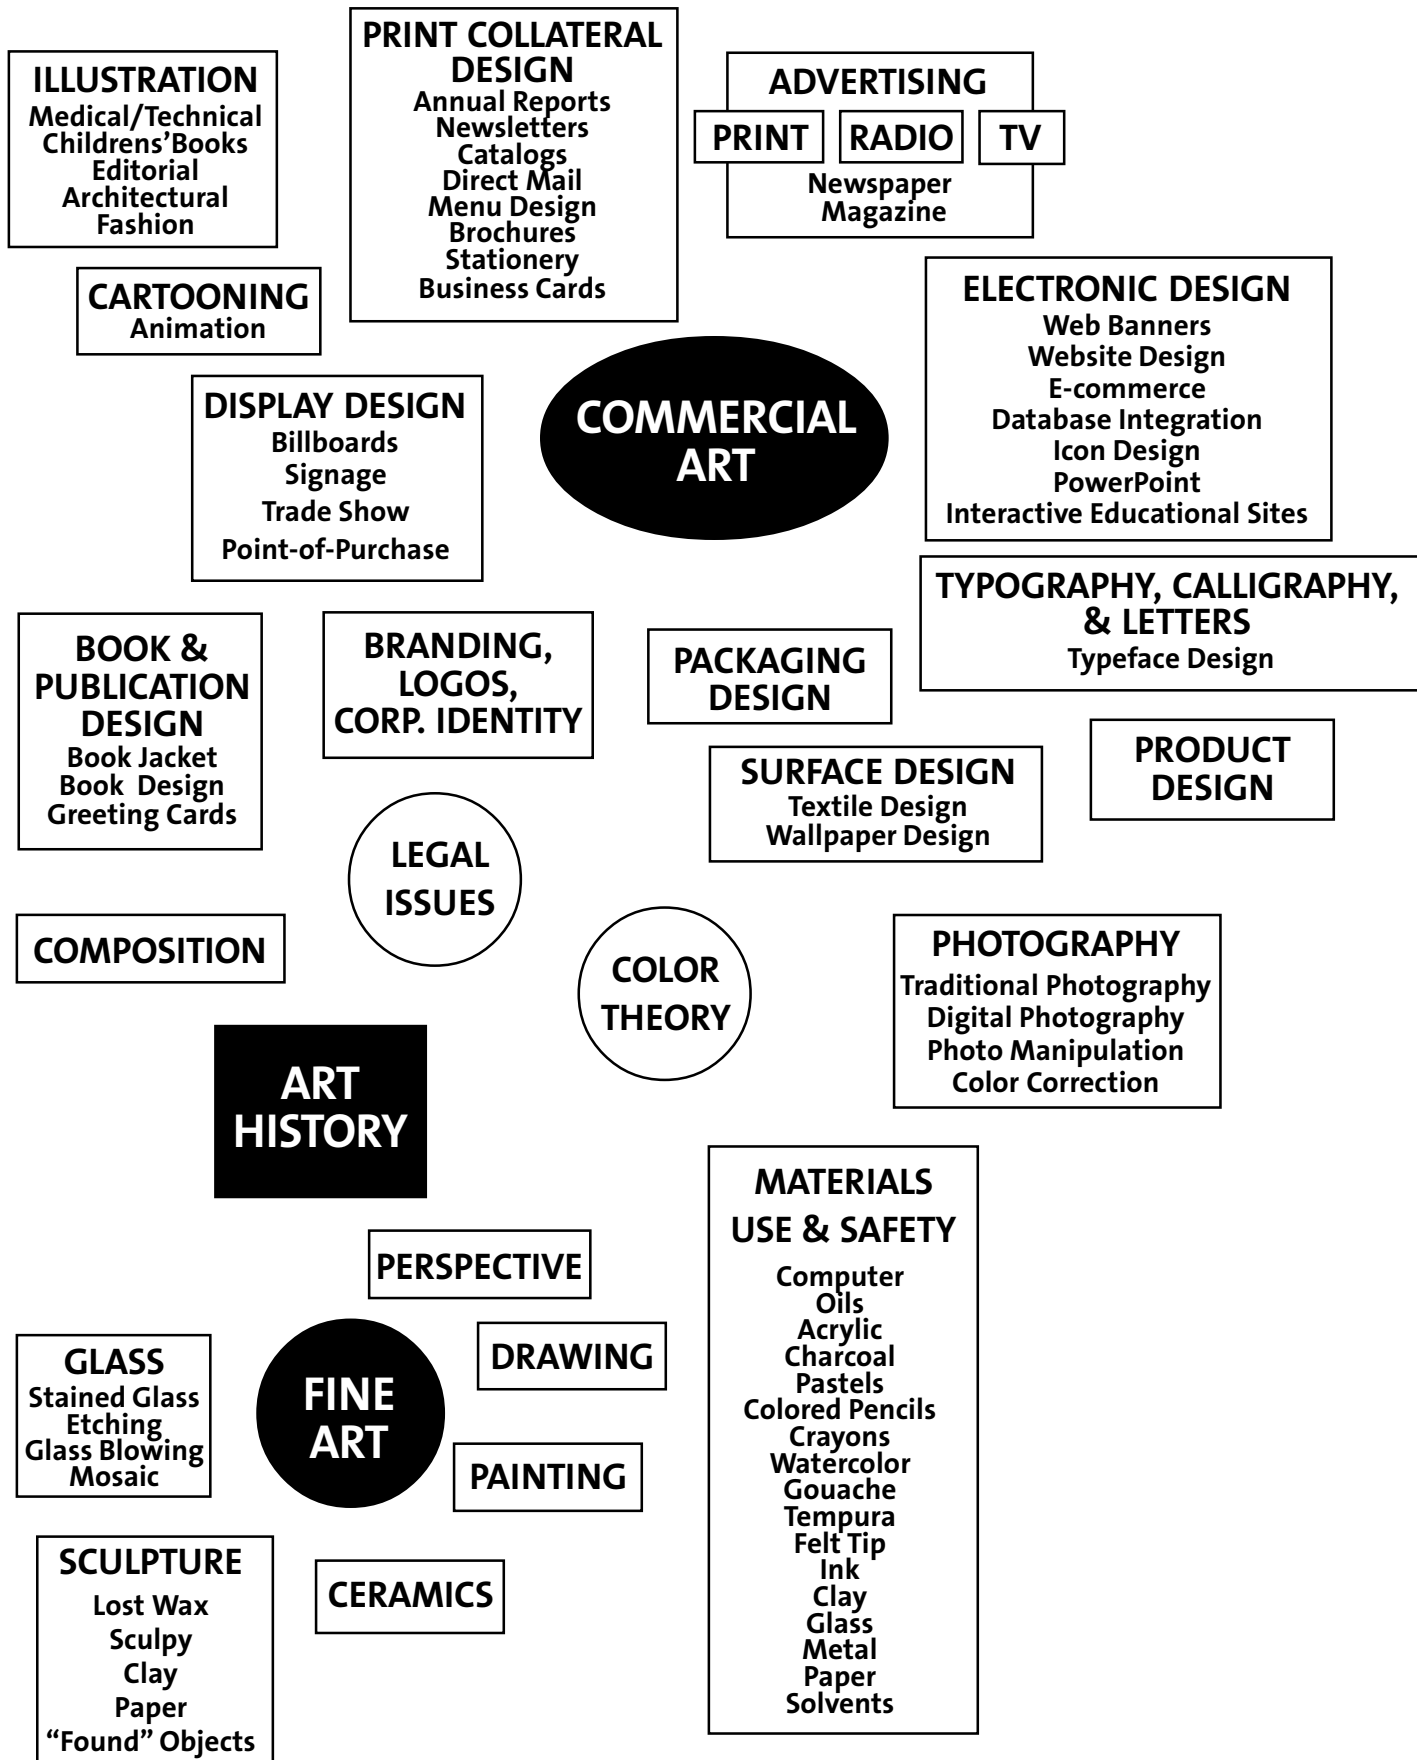 PRINT COLLATERAL
DESIGN
Annual Reports
Newsletters
Catalogs
Direct Mail
Menu Design
Brochures
Stationery
Business Cards
ILLUSTRATION
Medical/Technical
Childrens'Books
Editorial
Architectural
Fashion
ADVERTISING
PRINT
RADIO
TV
Newspaper
Magazine
CARTOONING
Animation
ELECTRONIC DESIGN
Web Banners
Website Design
E-commerce
Database Integration
Icon Design
PowerPoint
Interactive Educational Sites
DISPLAY DESIGN
Billboards
Signage
Trade Show
Point-of-Purchase
COMMERCIAL
ART
TYPOGRAPHY, CALLIGRAPHY,
& LETTERS
Typeface Design
BOOK &
PUBLICATION
DESIGN
Book Jacket
Book  Design
Greeting Cards
BRANDING,
LOGOS,
CORP. IDENTITY
PACKAGING
DESIGN
PRODUCT
DESIGN
SURFACE DESIGN
Textile Design
Wallpaper Design
LEGAL
ISSUES
COMPOSITION
COLOR
THEORY
PHOTOGRAPHY
Traditional Photography
Digital Photography
Photo Manipulation
Color Correction
ART
HISTORY
MATERIALS
USE & SAFETY
Computer
Oils
Acrylic
Charcoal
Pastels
Colored Pencils
Crayons
Watercolor
Gouache
Tempura
Felt Tip
Ink
Clay
Glass
Metal
Paper
Solvents
PERSPECTIVE
GLASS
Stained Glass
Etching
Glass Blowing
Mosaic
FINE
ART
DRAWING
PAINTING
SCULPTURE
Lost Wax
Sculpy
Clay
Paper
“Found” Objects
CERAMICS